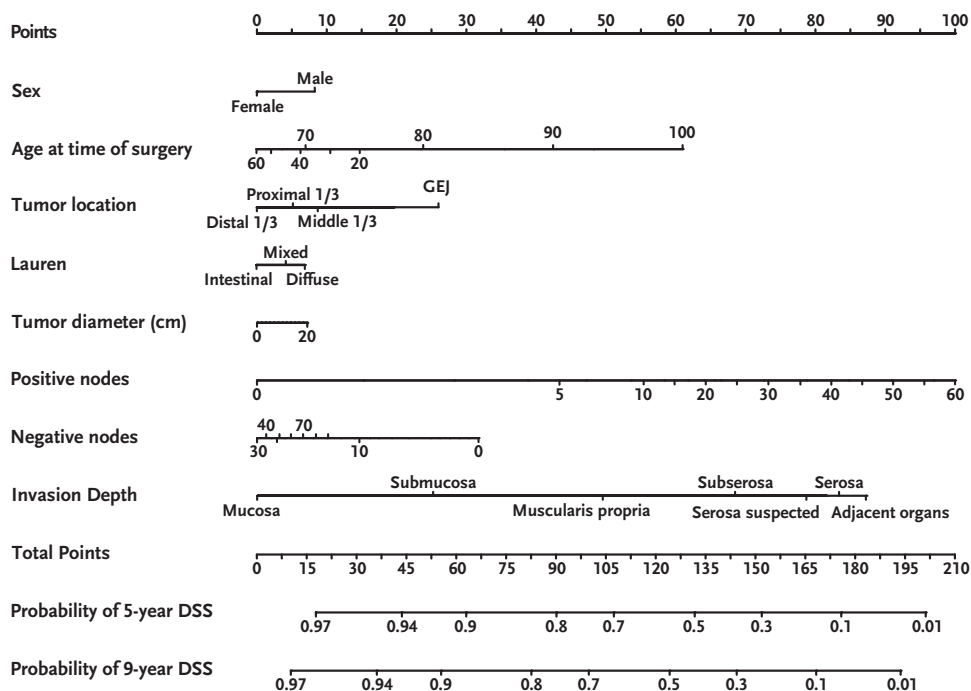 Points 0 10 20 30 40 50 60 70 80 90 100
Sex
Male
Female
Age at time of surgery
70 80 90 100
60 40 20
Tumor location
Proximal 1/3 GEJ
Distal 1/3 Middle 1/3
Lauren
Mixed
Intestinal Diffuse
Tumor diameter (cm)
0 20
Positive nodes
0 5 10 20 30 40 50 60
Negative nodes
40 70
30 10 0
Invasion Depth
Submucosa Subserosa Serosa
Mucosa Muscularis propria Serosa suspected Adjacent organs
Total Points
0 15 30 45 60 75 90 105 120 135 150 165 180 195 210
Probability of 5-year DSS
0.97 0.94 0.9 0.8 0.7 0.5 0.3 0.1 0.01
Probability of 9-year DSS
0.97 0.94 0.9 0.8 0.7 0.5 0.3 0.1 0.01